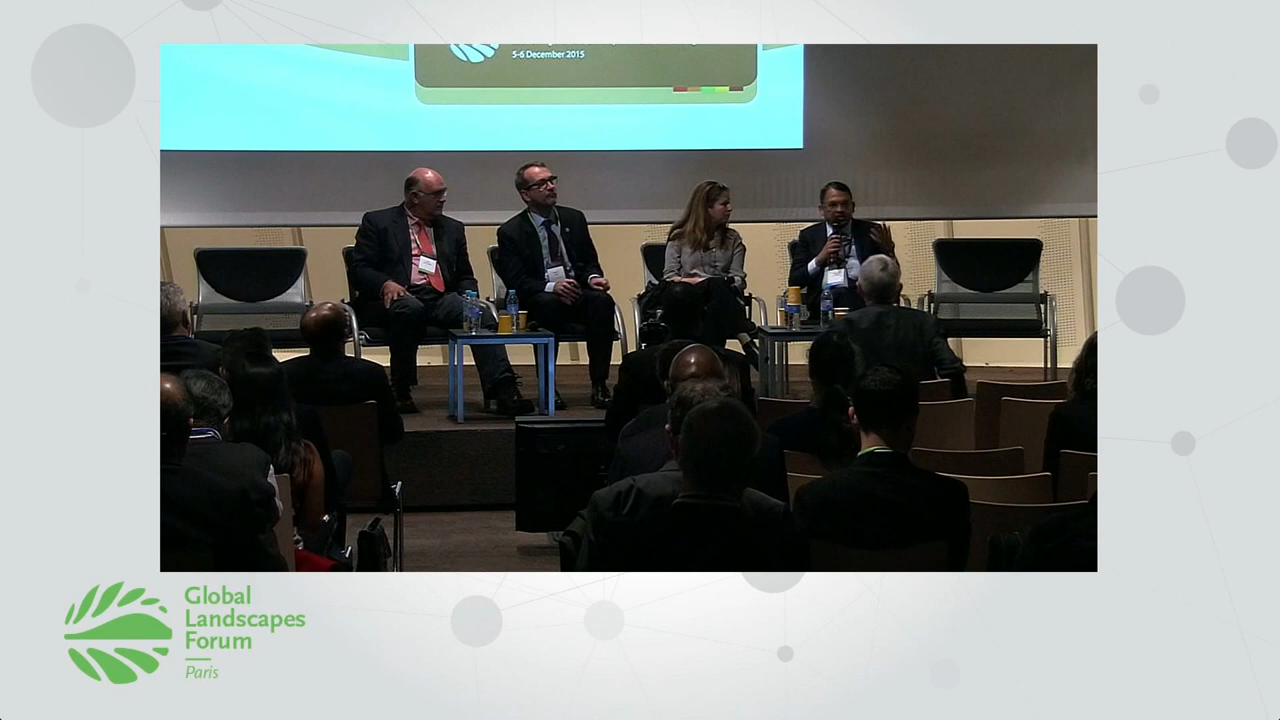 5-6 December 2015
Global
Landscapes
Forum
Paris